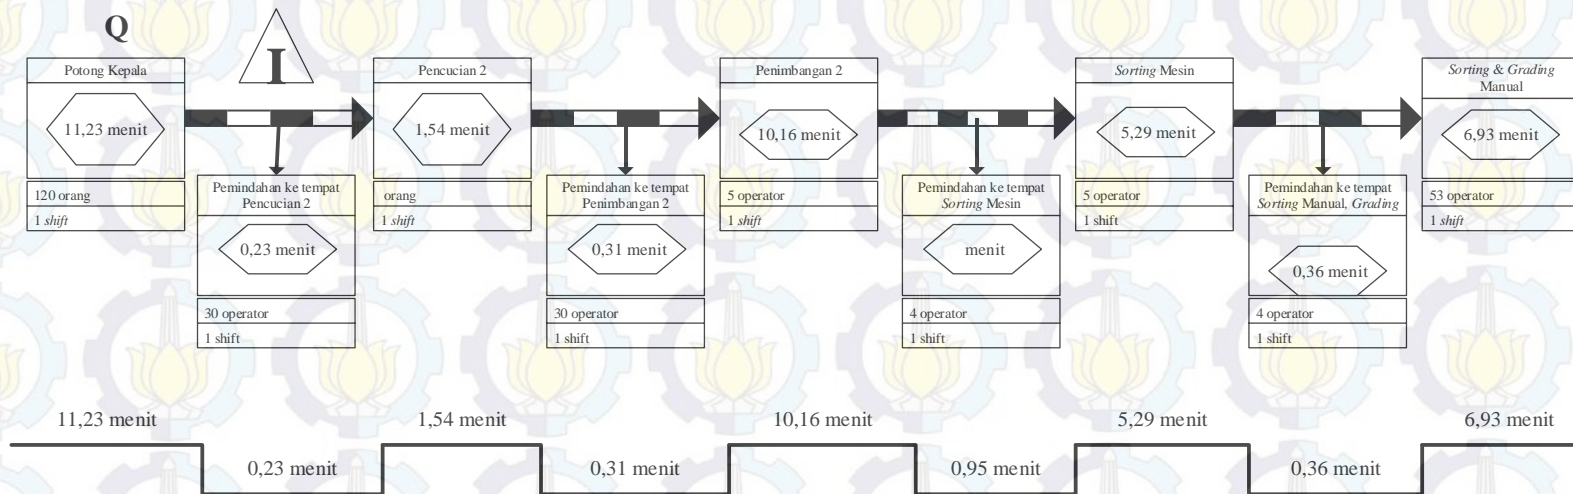 Q
I
Potong Kepala
11,23 menit
120 orang
1 shift
Pemindahan ke tempat
Pencucian 2
0,23 menit
30 operator
1 shift
Pencucian 2
1,54 menit
orang
1 shift
Pemindahan ke tempat
Penimbangan 2
0,31 menit
30 operator
1 shift
Penimbangan 2
10,16 menit
5 operator
1 shift
Pemindahan ke tempat
Sorting Mesin
menit
4 operator
1 shift
Sorting Mesin
5,29 menit
5 operator
1 shift
Pemindahan ke tempat
Sorting Manual, Grading
0,36 menit
4 operator
1 shift
Sorting & Grading
Manual
6,93 menit
53 operator
1 shift
11,23 menit
0,23 menit
1,54 menit
0,31 menit
10,16 menit
0,95 menit
5,29 menit
0,36 menit
6,93 menit